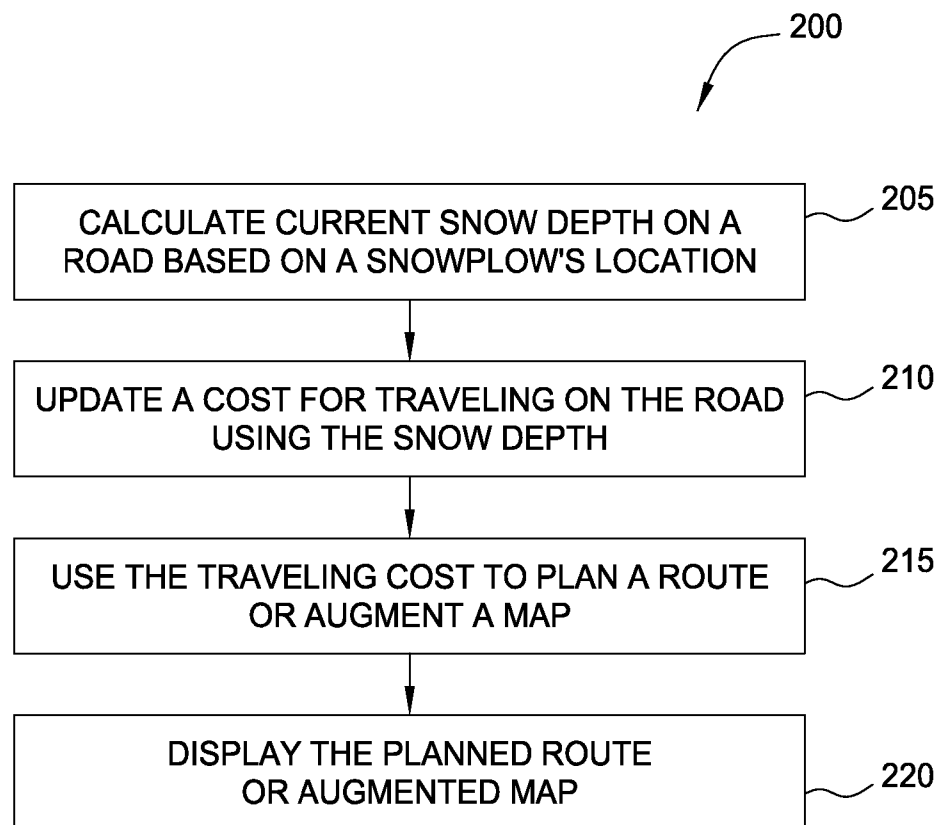 200
CALCULATE CURRENT SNOW DEPTH ON A
ROAD BASED ON A SNOWPLOW'S LOCATION
205
UPDATE A COST FOR TRAVELING ON THE ROAD
USING THE SNOW DEPTH
210
USE THE TRAVELING COST TO PLAN A ROUTE
OR AUGMENT A MAP
215
DISPLAY THE PLANNED ROUTE
OR AUGMENTED MAP
220